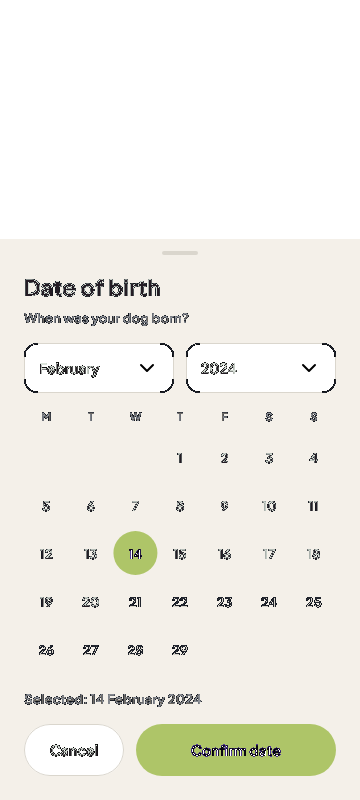 Date of birth
When was your dog born?
February 2024
M T W T F S S
1 2 3 4
5 6 7 8 9 10 11
12 13 14 15 16 17 18
19 20 21 22 23 24 25
26 27 28 29
Selected: 14 February 2024
Cancel Confirm date